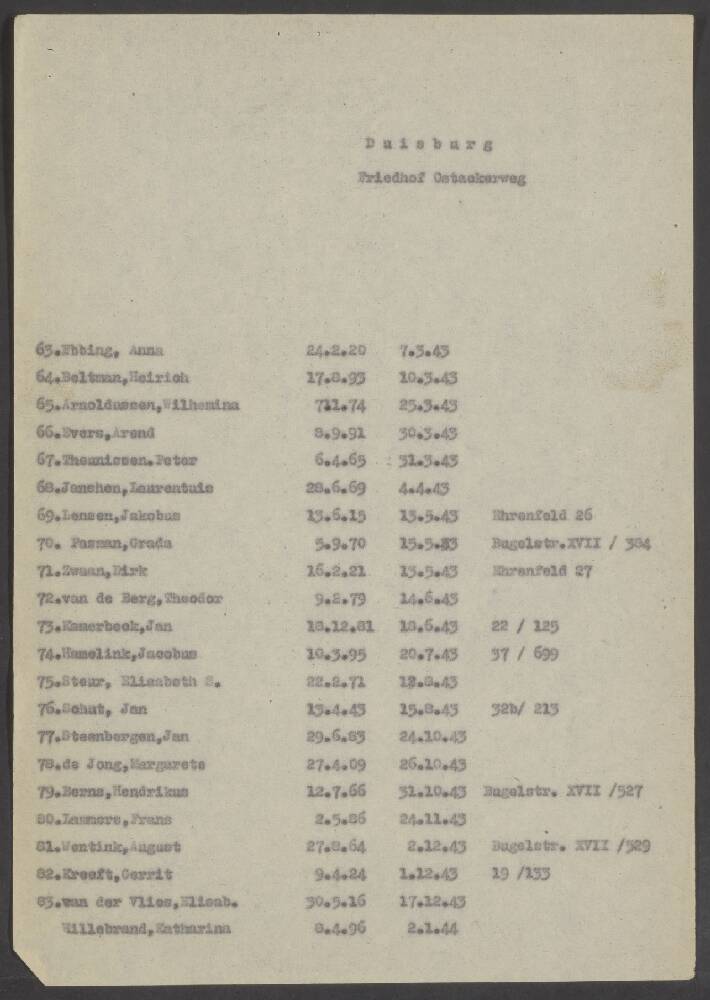 Duisburg
Friedhof Ostackerweg
63.Ebbing, Anna 24.2.20 7.3.43
64.Beltman,Heirich 17.8.93 10.3.43
65.Arnoldussen,Wilhemina 711.74 25.3.43
66.Evers,Arend 8.9.91 30.3.43
67.Theunissen.Peter 6.4.65 31.3.43
68.Janshen,Laurentuis 28.6.69 4.4.43
69.Lensen,Jakobus 13.6.15 13.5.43 Ehrenfeld 26
70. Pasman,Grada 5.9.70 15.5.43 Bugelstr.XVII / 384
71.Zwaan,Dirk 16.2.21 13.5.43 Ehrenfeld 27
72.van de Berg,Theodor 9.2.79 14.6.43
73.Kamerbeek,Jan 18.12.81 18.6.43 22 / 125
74.Hamelink,Jacobus 10.3.95 20.7.43 37 / 699
75.Steur, Elisabeth S. 22.2.71 12.8.43
76.Schut, Jan 13.4.43 15.8.43 32b/ 213
77.Steenbergen,Jan 29.6.83 24.10.43
78.de Jong,Margarete 27.4.09 26.10.43
79.Berns,Hendrikus 12.7.66 31.10.43 Bugelstr. XVII /527
80.Lammers,Frans 2.5.86 24.11.43
81.Wentink,August 27.8.64 2.12.43 Bugelstr. XVII /529
82.Kreeft,Gerrit 9.4.24 1.12.43 19 /133
83.van der Vlies,Elisab. 30.5.16 17.12.43
Willebrand,Katharina 8.4.96 2.1.44